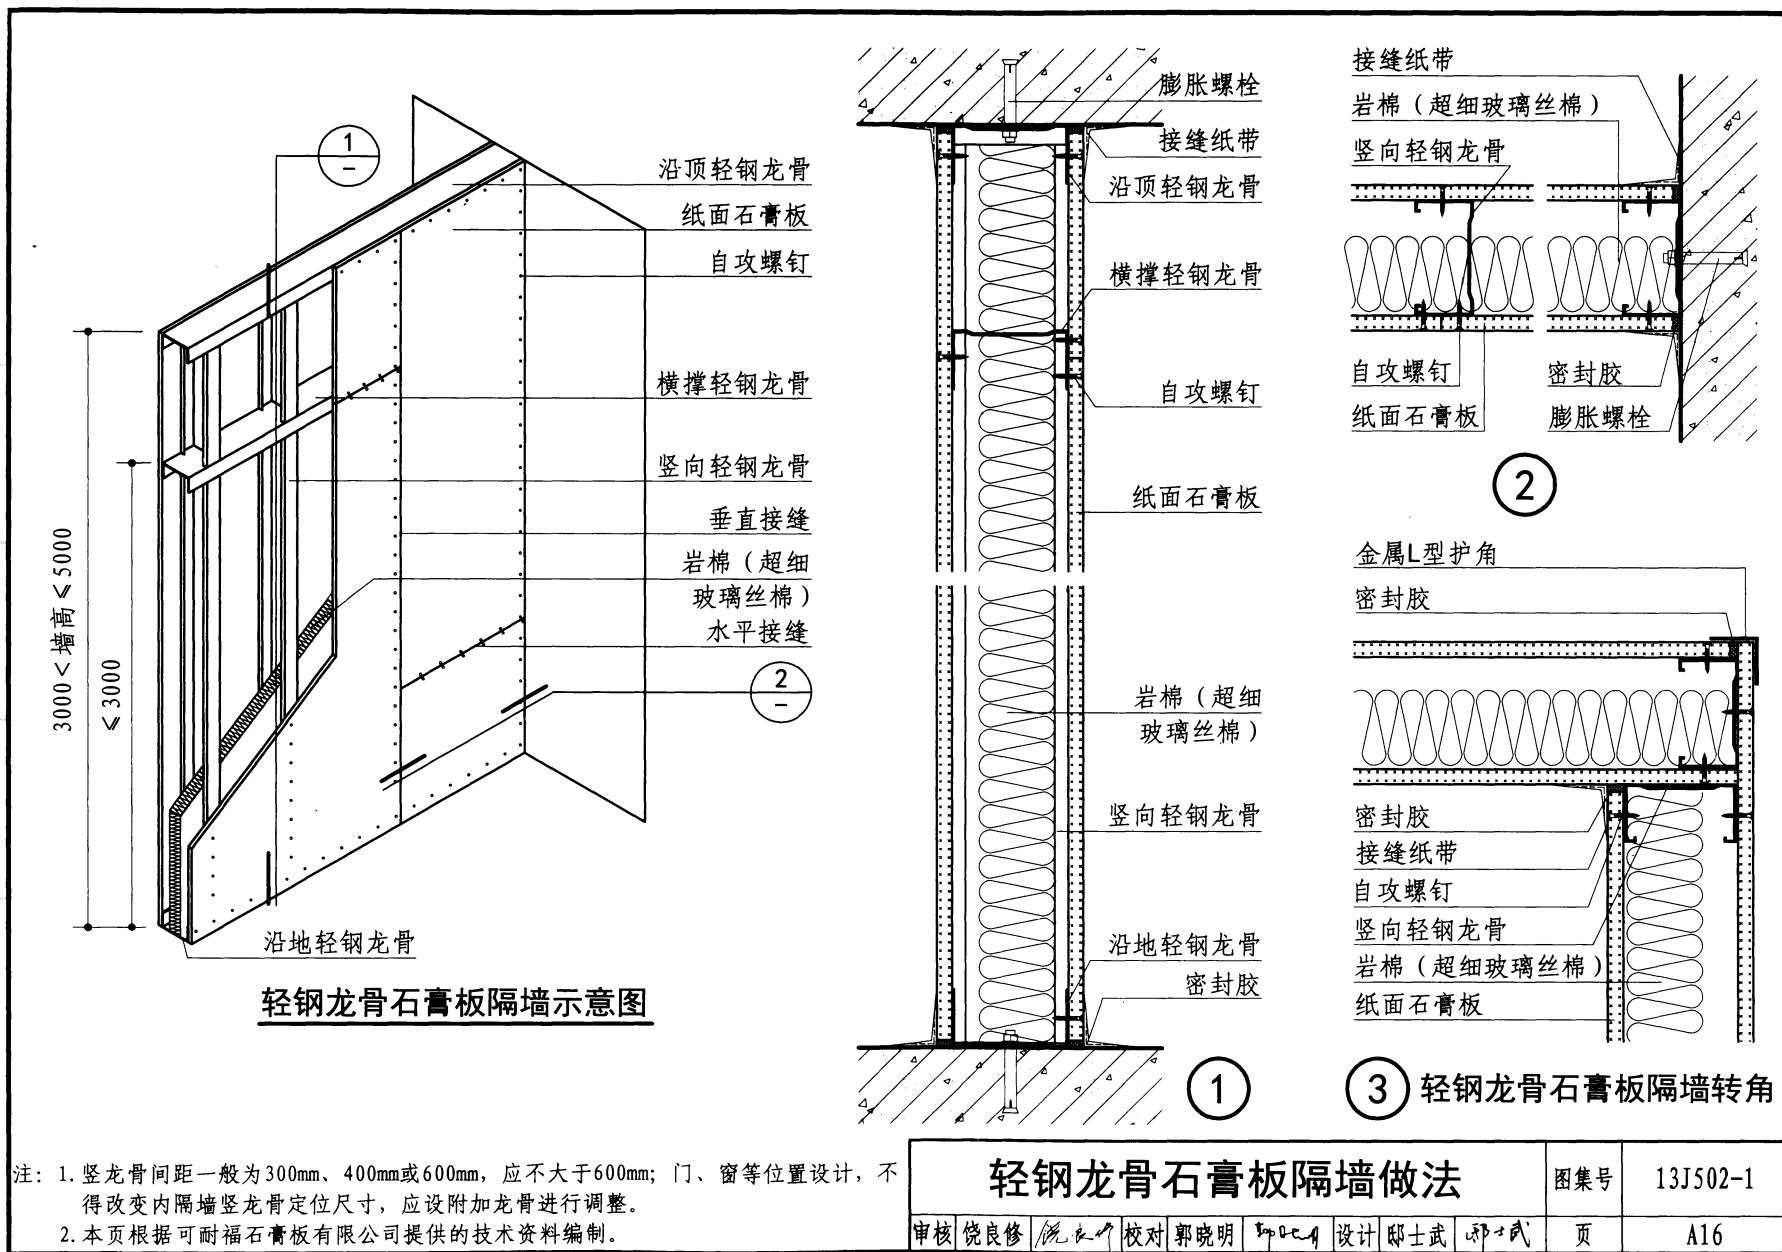 1
–
沿顶轻钢龙骨
纸面石膏板
自攻螺钉
横撑轻钢龙骨
竖向轻钢龙骨
垂直接缝
岩棉（超细
玻璃丝棉）
水平接缝
2
–
3000＜墙高≤5000
≤3000
沿地轻钢龙骨
轻钢龙骨石膏板隔墙示意图
膨胀螺栓
接缝纸带
沿顶轻钢龙骨
横撑轻钢龙骨
自攻螺钉
纸面石膏板
岩棉（超细
玻璃丝棉）
竖向轻钢龙骨
沿地轻钢龙骨
密封胶
1
接缝纸带
岩棉（超细玻璃丝棉）
竖向轻钢龙骨
自攻螺钉
密封胶
纸面石膏板
膨胀螺栓
2
金属L型护角
密封胶
密封胶
接缝纸带
自攻螺钉
竖向轻钢龙骨
岩棉（超细玻璃丝棉）
纸面石膏板
3 轻钢龙骨石膏板隔墙转角
注：1. 竖龙骨间距一般为300mm、400mm或600mm，应不大于600mm；门、窗等位置设计，不
得改变内隔墙竖龙骨定位尺寸，应设附加龙骨进行调整。
2. 本页根据可耐福石膏板有限公司提供的技术资料编制。
轻钢龙骨石膏板隔墙做法 图集号 13J502-1
审核 饶良修 校对 郭晓明 设计 邸士武 邸士武 页 A16